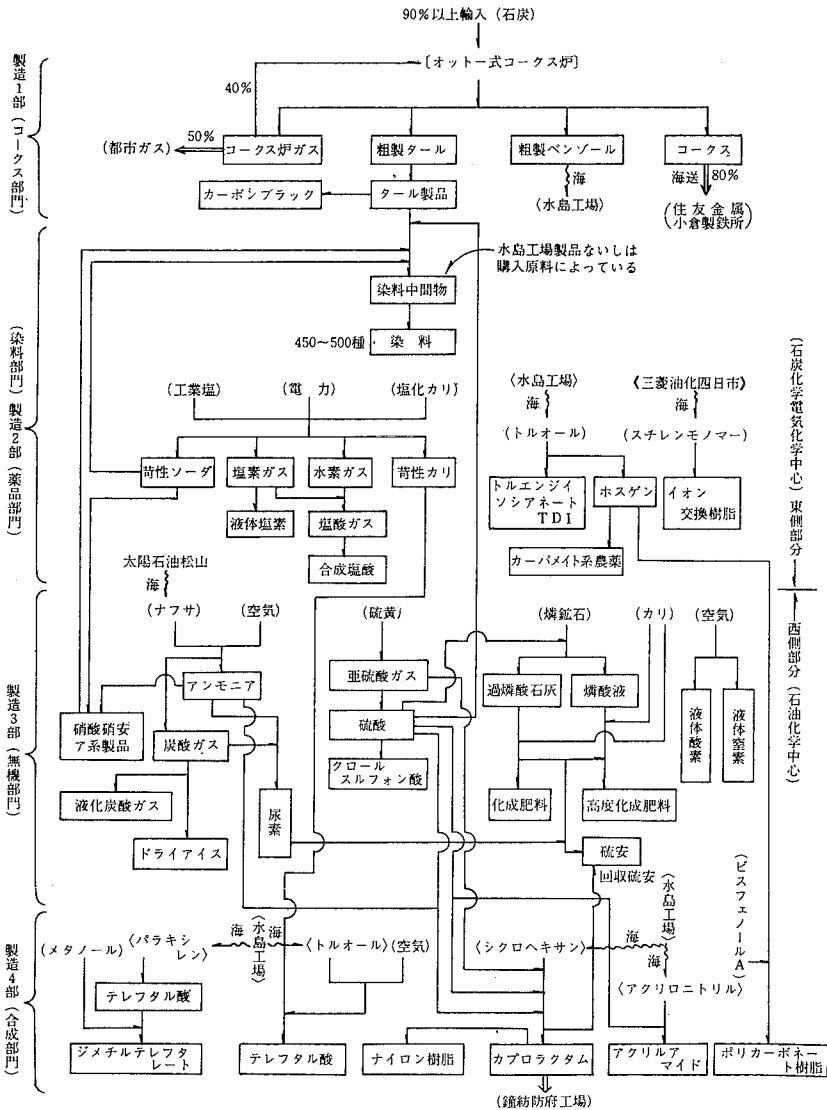 90%以上輸入(石炭)
〔オットー式コークス炉〕
40%
50%
(都市ガス)
コークス炉ガス
粗製タール
粗製ベンゾール
コークス
カーボンブラック
タール製品
海
〈水島工場〉
海送
80%
(住友金属
小倉製鉄所)
製造1部(コークス部門)
水島工場製品ないしは
購入原料によっている
染料中間物
450~500種
染料
(染料部門)製造2部(薬品部門)
(工業塩)
(電力)
(塩化カリ)
苛性ソーダ
塩素ガス
水素ガス
苛性カリ
液体塩素
塩酸ガス
合成塩酸
〈水島工場〉
海
(トルオール)
《三菱油化四日市》
海
(スチレンモノマー)
トルエンジイ
ソシアネート
TDI
ホスゲン
イオン
交換樹脂
カーバメイト系農薬
(石炭化学電気化学中心)東側部分
西側部分(石油化学中心)
太陽石油松山
海
(ナフサ)
(空気)
アンモニア
硝酸硝安
ア系製品
炭酸ガス
液化炭酸ガス
ドライアイス
尿素
(硫黄)
亜硫酸ガス
硫酸
クロール
スルフォン酸
(燐鉱石)
(カリ)
(空気)
過燐酸石灰
燐酸液
液体酸素
液体窒素
化成肥料
高度化成肥料
硫安
回収硫安
製造3部(無機部門)
製造4部(合成部門)
(メタノール)
〈パラキシ
レン〉
海
〈水島工場〉
海
〈トルオール〉
(空気)
〈シクロヘキサン〉
海
〈水島工場〉
海
〈アクリロニトリル〉
(ビスフェノールA)
テレフタル酸
ジメチルテレフタ
レート
テレフタル酸
ナイロン樹脂
カプロラクタム
アクリルア
マイド
ポリカーボネー
ト樹脂
(鐘紡防府工場)